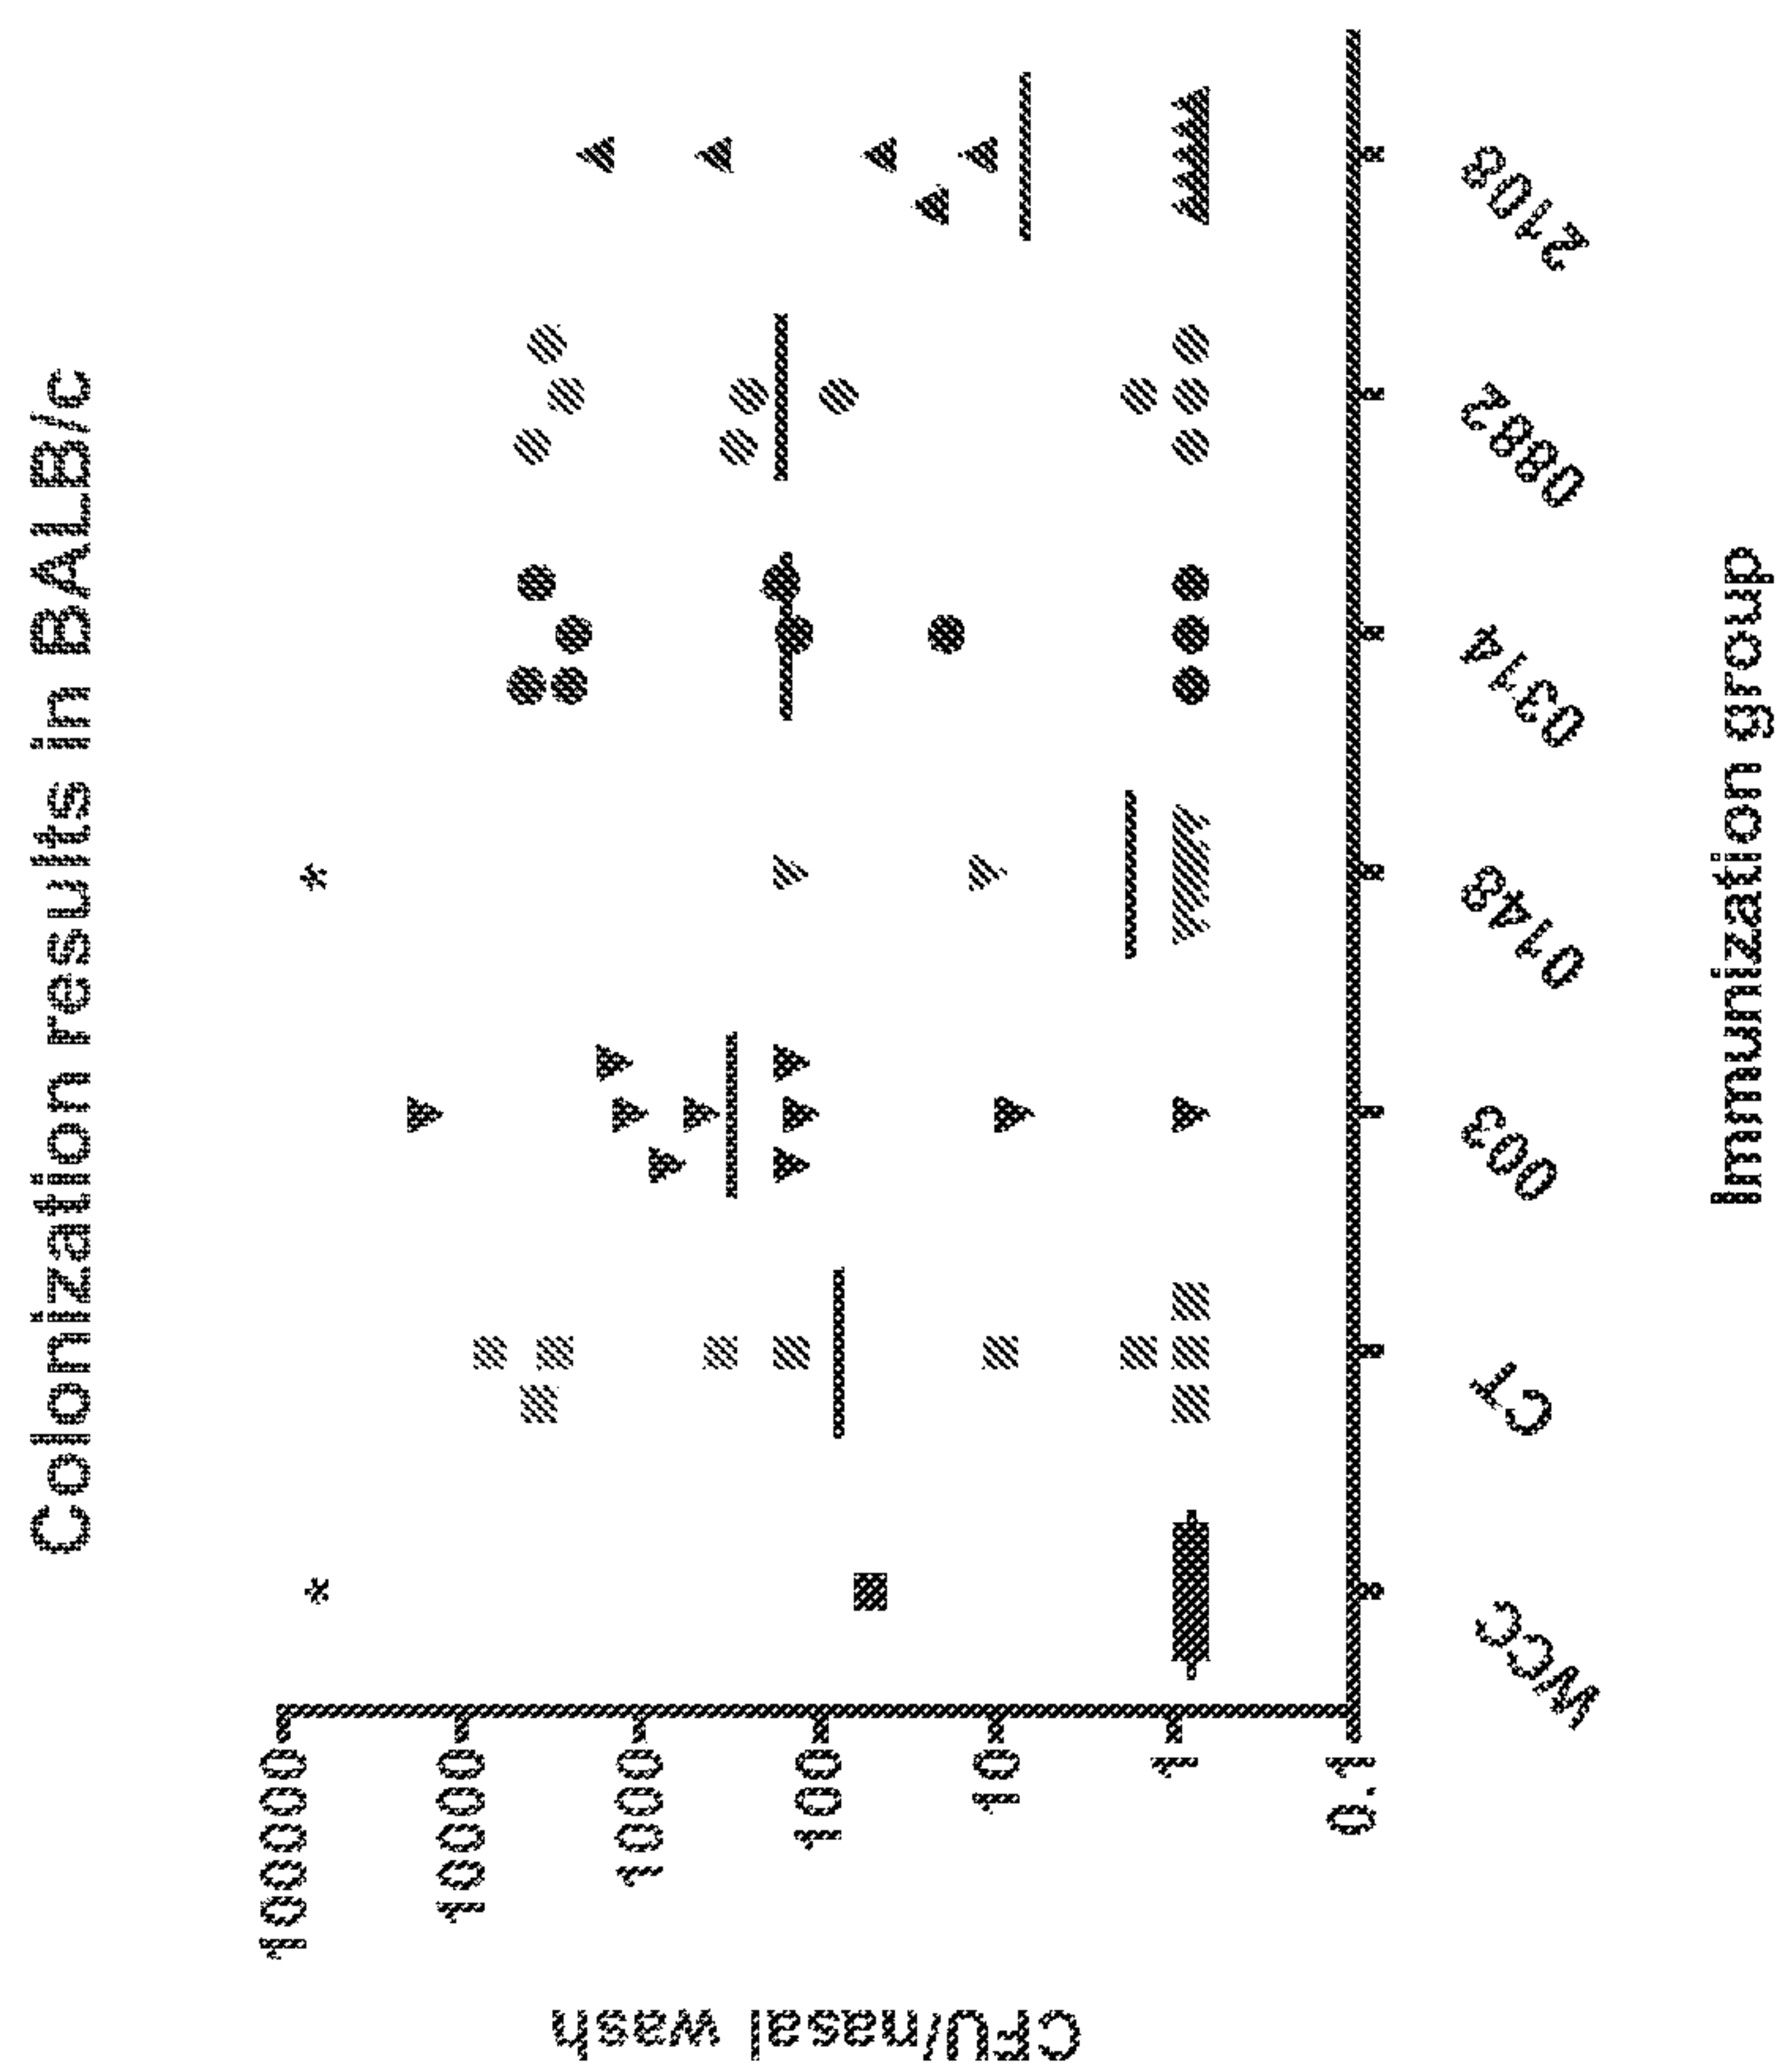 Colonization results in BALB/c
CFU/nasal wash
100000
10000
1000
100
10
1
0.1
*
*
WCC
CT
003
0148
0314
0882
2108
Immunization group